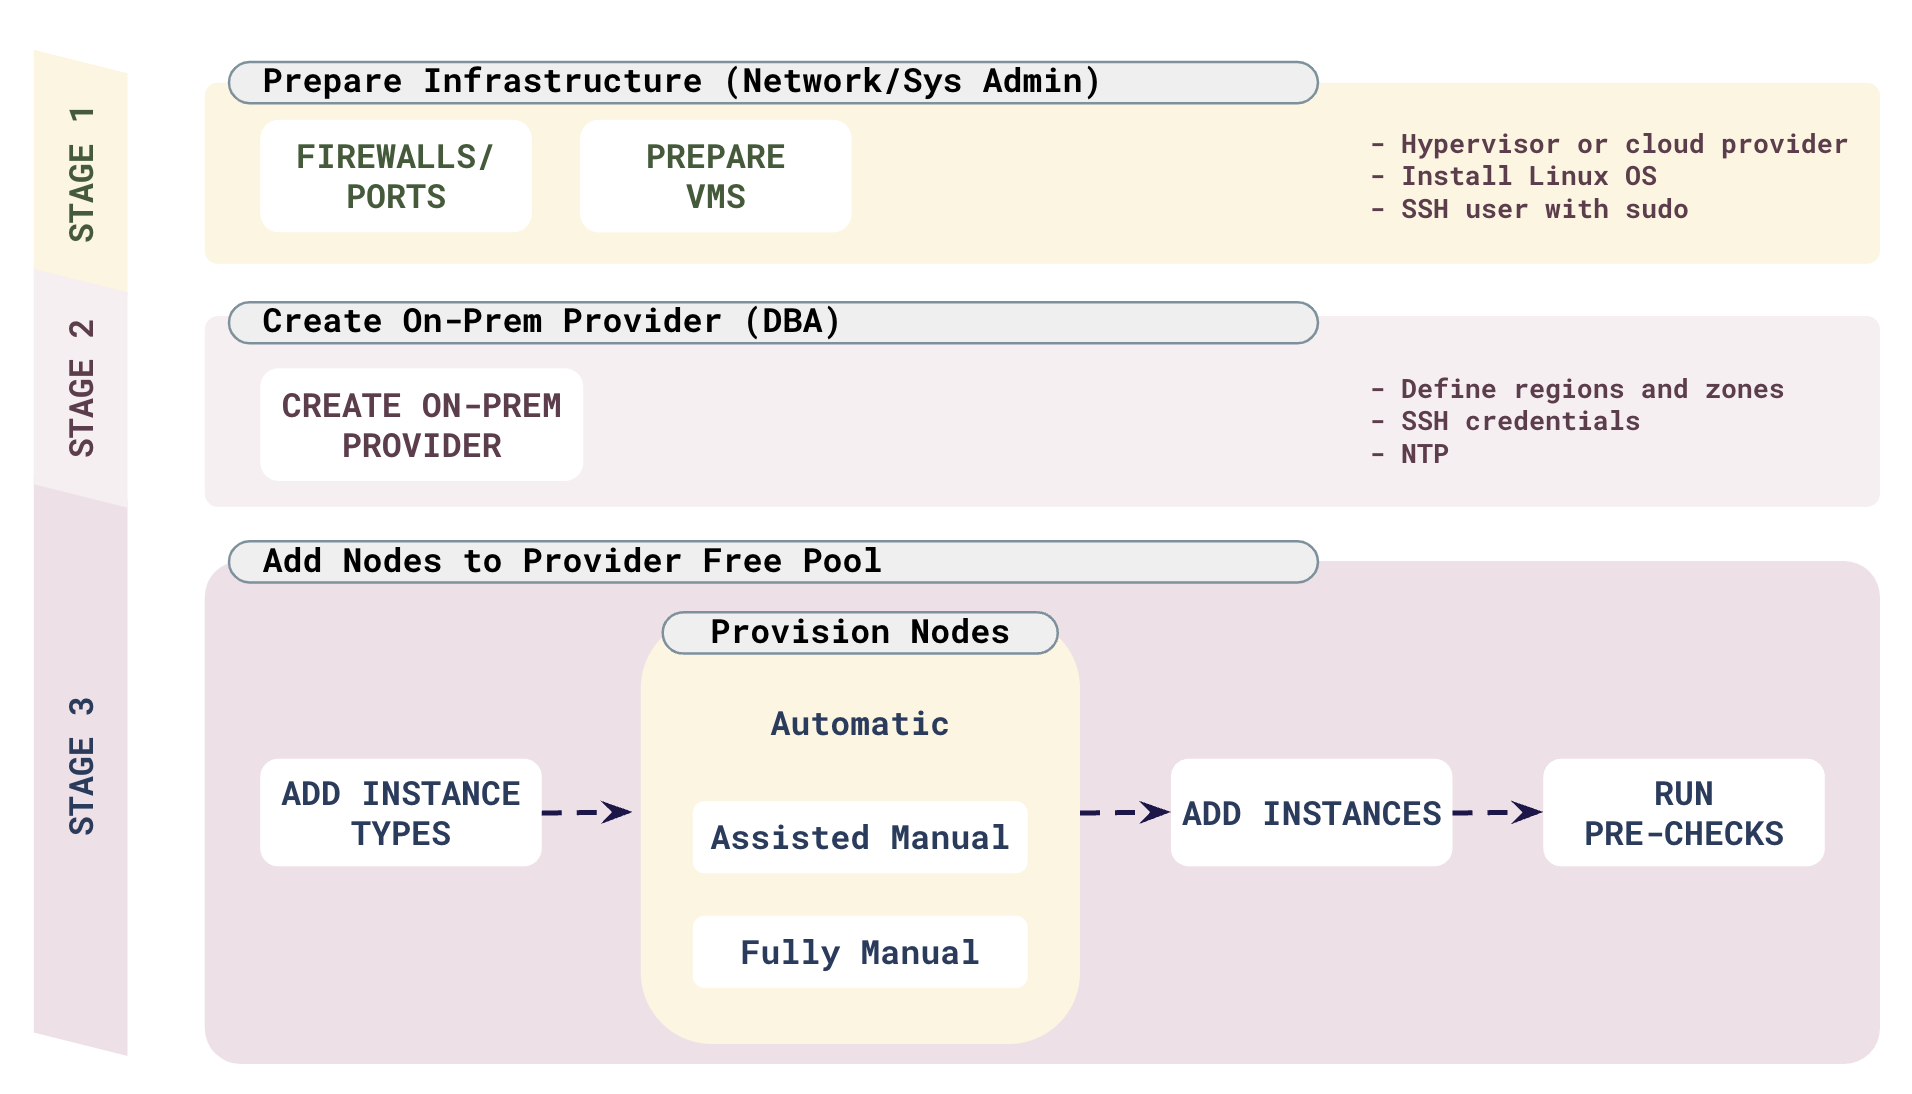 STAGE 1
Prepare Infrastructure (Network/Sys Admin)
FIREWALLS/
PORTS
PREPARE
VMS
- Hypervisor or cloud provider
- Install Linux OS
- SSH user with sudo
STAGE 2
Create On-Prem Provider (DBA)
CREATE ON-PREM
PROVIDER
- Define regions and zones
- SSH credentials
- NTP
STAGE 3
Add Nodes to Provider Free Pool
ADD INSTANCE
TYPES
Provision Nodes
Automatic
Assisted Manual
Fully Manual
ADD INSTANCES
RUN
PRE-CHECKS